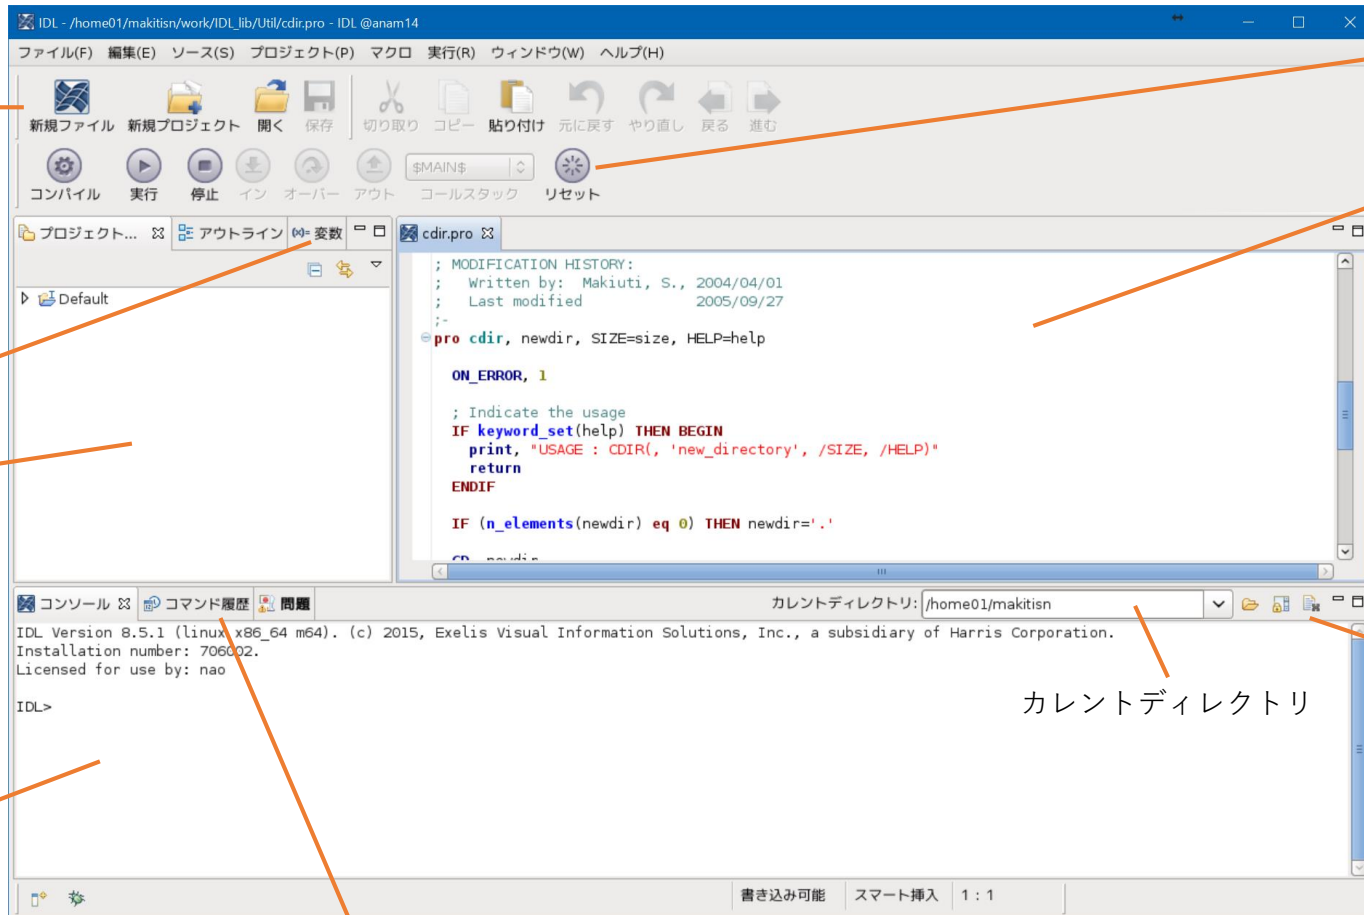 IDL - /home01/makitisn/work/IDL_lib/Util/cdir.pro - IDL @anam14
ファイル(F) 編集(E) ソース(S) プロジェクト(P) マクロ 実行(R) ウィンドウ(W) ヘルプ(H)
新規ファイル 新規プロジェクト 開く 保存 切り取り コピー 貼り付け 元に戻す やり直し 戻る 進む
$MAIN$
コンパイル 実行 停止 イン オーバー アウト コールスタック リセット
プロジェクト... アウトライン (x)= 変数 cdir.pro
Default
; MODIFICATION HISTORY:
;   Written by:  Makiuti, S., 2004/04/01
;   Last modified             2005/09/27
;-
pro cdir, newdir, SIZE=size, HELP=help
ON_ERROR, 1
; Indicate the usage
IF keyword_set(help) THEN BEGIN
print, "USAGE : CDIR(, 'new_directory', /SIZE, /HELP)"
return
ENDIF
IF (n_elements(newdir) eq 0) THEN newdir='.'
CD, newdir
コンソール コマンド履歴 問題 カレントディレクトリ: /home01/makitisn
IDL Version 8.5.1 (linux x86_64 m64). (c) 2015, Exelis Visual Information Solutions, Inc., a subsidiary of Harris Corporation.
Installation number: 706002.
Licensed for use by: nao
IDL>
カレントディレクトリ
書き込み可能 スマート挿入 1 : 1